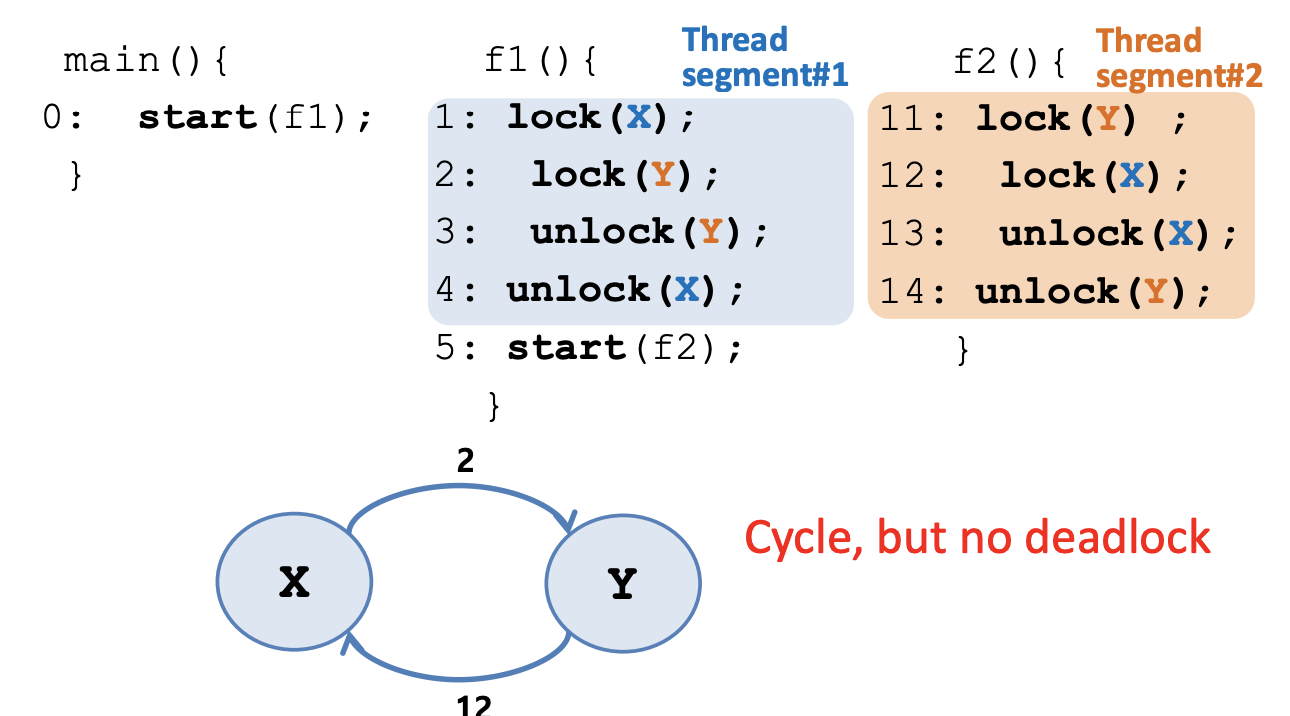 main(){
0: start(f1);
}
f1(){
Thread
segment#1
1: lock(X);
2: lock(Y);
3: unlock(Y);
4: unlock(X);
5: start(f2);
}
f2(){
Thread
segment#2
11: lock(Y) ;
12: lock(X);
13: unlock(X);
14: unlock(Y);
}
2
X
Y
12
Cycle, but no deadlock